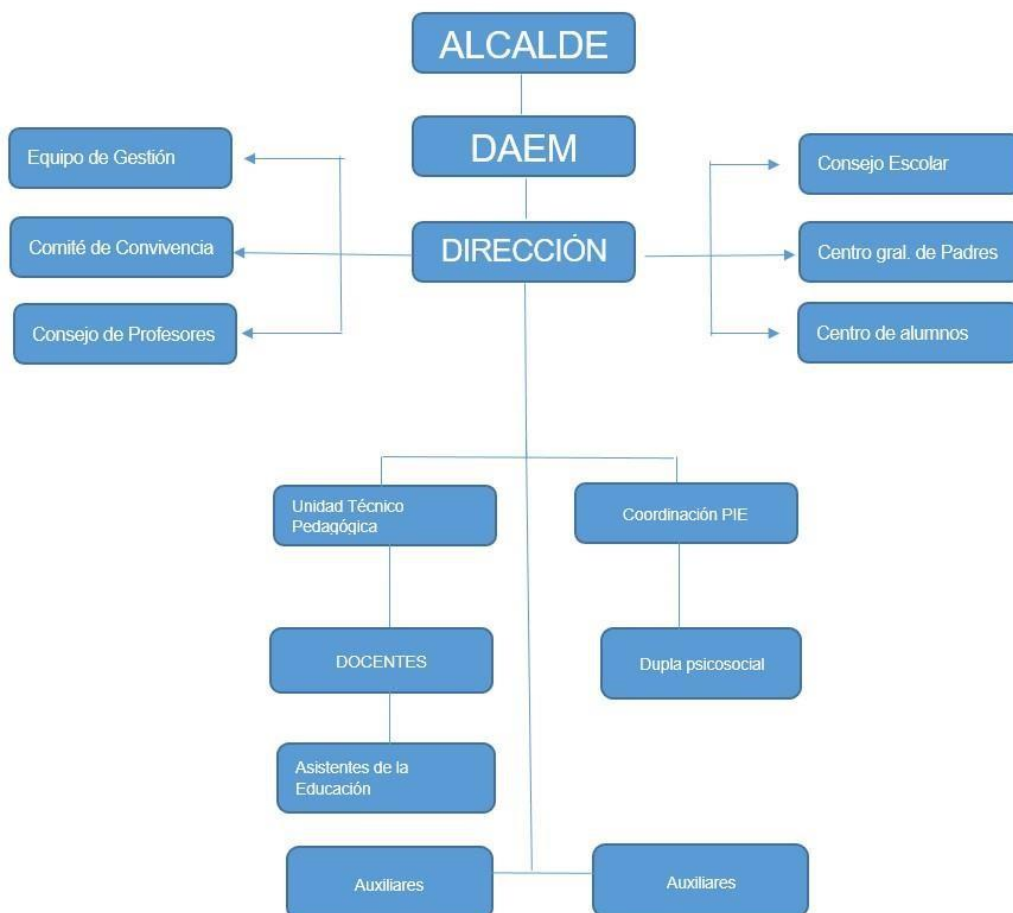 ALCALDE
DAEM
DIRECCIÓN
Equipo de Gestión
Comité de Convivencia
Consejo de Profesores
Consejo Escolar
Centro gral. de Padres
Centro de alumnos
Unidad Técnico
Pedagógica
Coordinación PIE
DOCENTES
Dupla psicosocial
Asistentes de la
Educación
Auxiliares
Auxiliares